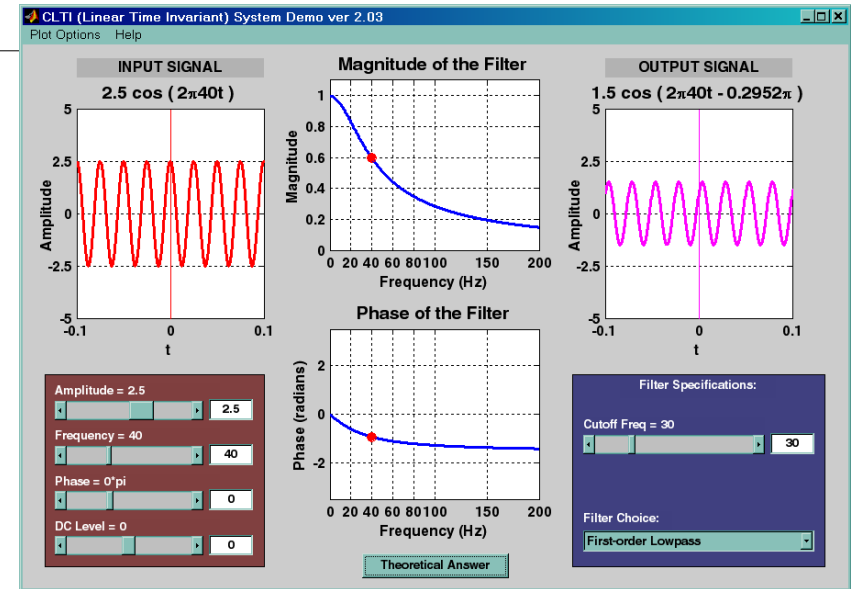 CLTI (Linear Time Invariant) System Demo ver 2.03
Plot Options Help
INPUT SIGNAL
2.5 cos ( 2π40t )
5
2.5
0
-2.5
-5
-0.1 0 0.1
Amplitude
t
Magnitude of the Filter
1
0.8
0.6
0.4
0.2
0
0 20 40 60 80 100 150 200
Magnitude
Frequency (Hz)
OUTPUT SIGNAL
1.5 cos ( 2π40t - 0.2952π )
5
2.5
0
-2.5
-5
-0.1 0 0.1
Amplitude
t
Phase of the Filter
2
0
-2
0 20 40 60 80 100 150 200
Phase (radians)
Frequency (Hz)
Theoretical Answer
Amplitude = 2.5
2.5
Frequency = 40
40
Phase = 0*pi
0
DC Level = 0
0
Filter Specifications:
Cutoff Freq = 30
30
Filter Choice:
First-order Lowpass